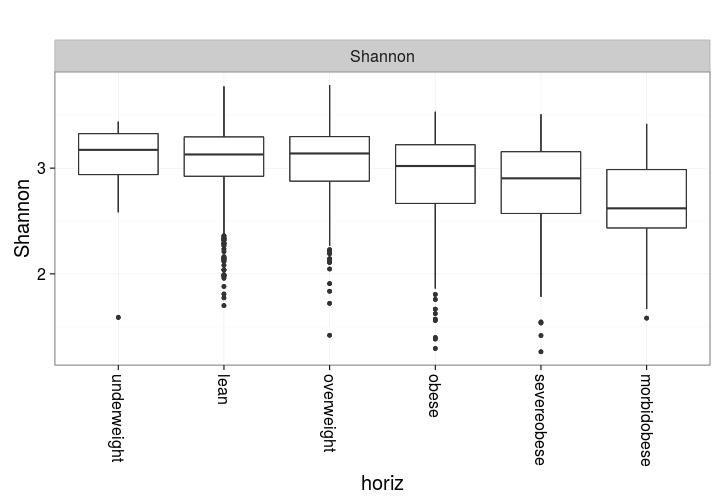 Shannon
Shannon
3
2
underweight
lean
overweight
obese
severeobese
morbidobese
horiz